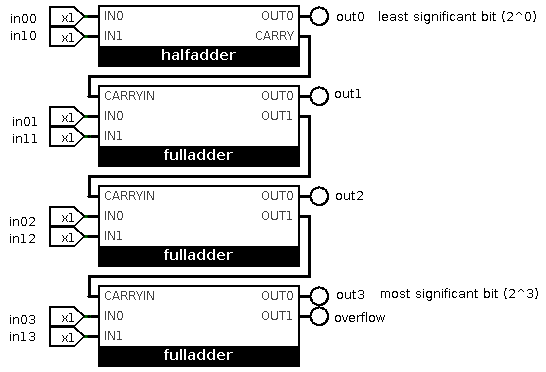 in00 x1 IN0 OUT0 out0 least significant bit (2^0)
in10 x1 IN1 CARRY
halfadder
CARRYIN OUT0 out1
in01 x1 IN0 OUT1
in11 x1 IN1
fulladder
CARRYIN OUT0 out2
in02 x1 IN0 OUT1
in12 x1 IN1
fulladder
CARRYIN OUT0 out3 most significant bit (2^3)
in03 x1 IN0 OUT1 overflow
in13 x1 IN1
fulladder